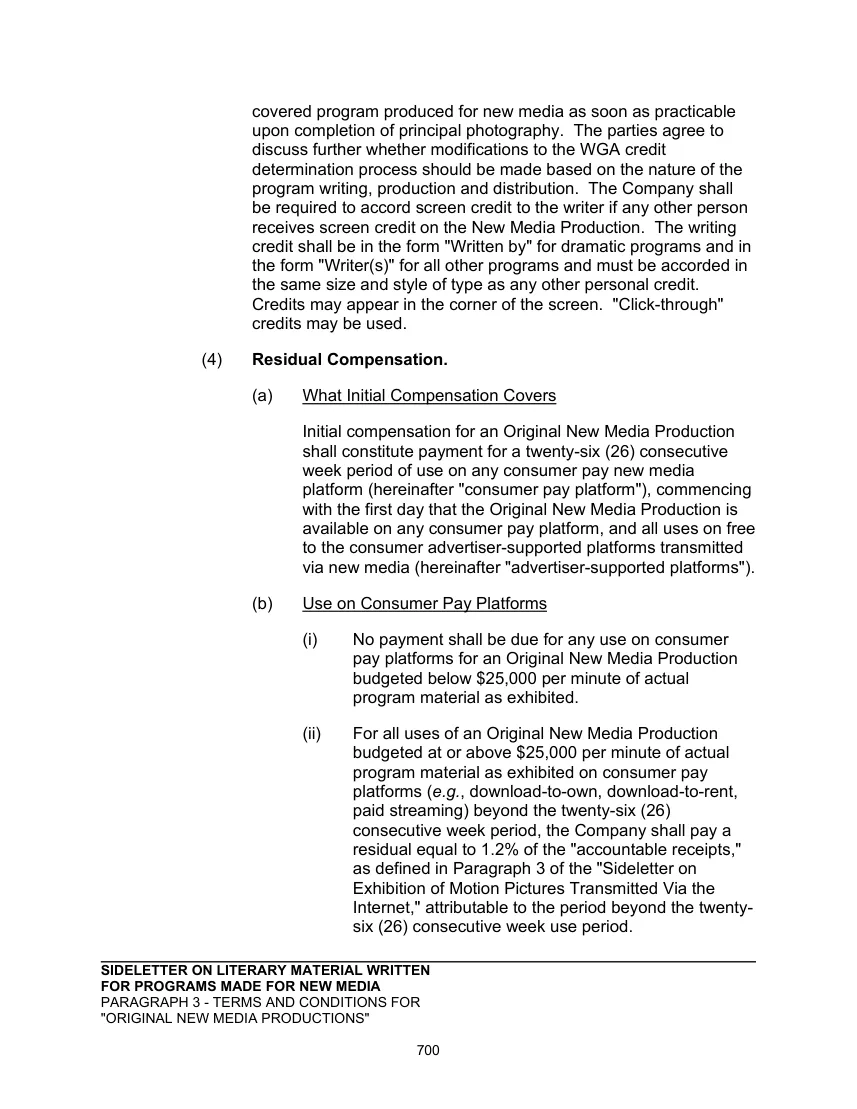 covered program produced for new media as soon as practicable
upon completion of principal photography.  The parties agree to
discuss further whether modifications to the WGA credit
determination process should be made based on the nature of the
program writing, production and distribution.  The Company shall
be required to accord screen credit to the writer if any other person
receives screen credit on the New Media Production.  The writing
credit shall be in the form "Written by" for dramatic programs and in
the form "Writer(s)" for all other programs and must be accorded in
the same size and style of type as any other personal credit.
Credits may appear in the corner of the screen.  "Click-through"
credits may be used.
(4) Residual Compensation.
(a) What Initial Compensation Covers
Initial compensation for an Original New Media Production
shall constitute payment for a twenty-six (26) consecutive
week period of use on any consumer pay new media
platform (hereinafter "consumer pay platform"), commencing
with the first day that the Original New Media Production is
available on any consumer pay platform, and all uses on free
to the consumer advertiser-supported platforms transmitted
via new media (hereinafter "advertiser-supported platforms").
(b) Use on Consumer Pay Platforms
(i) No payment shall be due for any use on consumer
pay platforms for an Original New Media Production
budgeted below $25,000 per minute of actual
program material as exhibited.
(ii) For all uses of an Original New Media Production
budgeted at or above $25,000 per minute of actual
program material as exhibited on consumer pay
platforms (e.g., download-to-own, download-to-rent,
paid streaming) beyond the twenty-six (26)
consecutive week period, the Company shall pay a
residual equal to 1.2% of the "accountable receipts,"
as defined in Paragraph 3 of the "Sideletter on
Exhibition of Motion Pictures Transmitted Via the
Internet," attributable to the period beyond the twenty-
six (26) consecutive week use period.
SIDELETTER ON LITERARY MATERIAL WRITTEN
FOR PROGRAMS MADE FOR NEW MEDIA
PARAGRAPH 3 - TERMS AND CONDITIONS FOR
"ORIGINAL NEW MEDIA PRODUCTIONS"
700